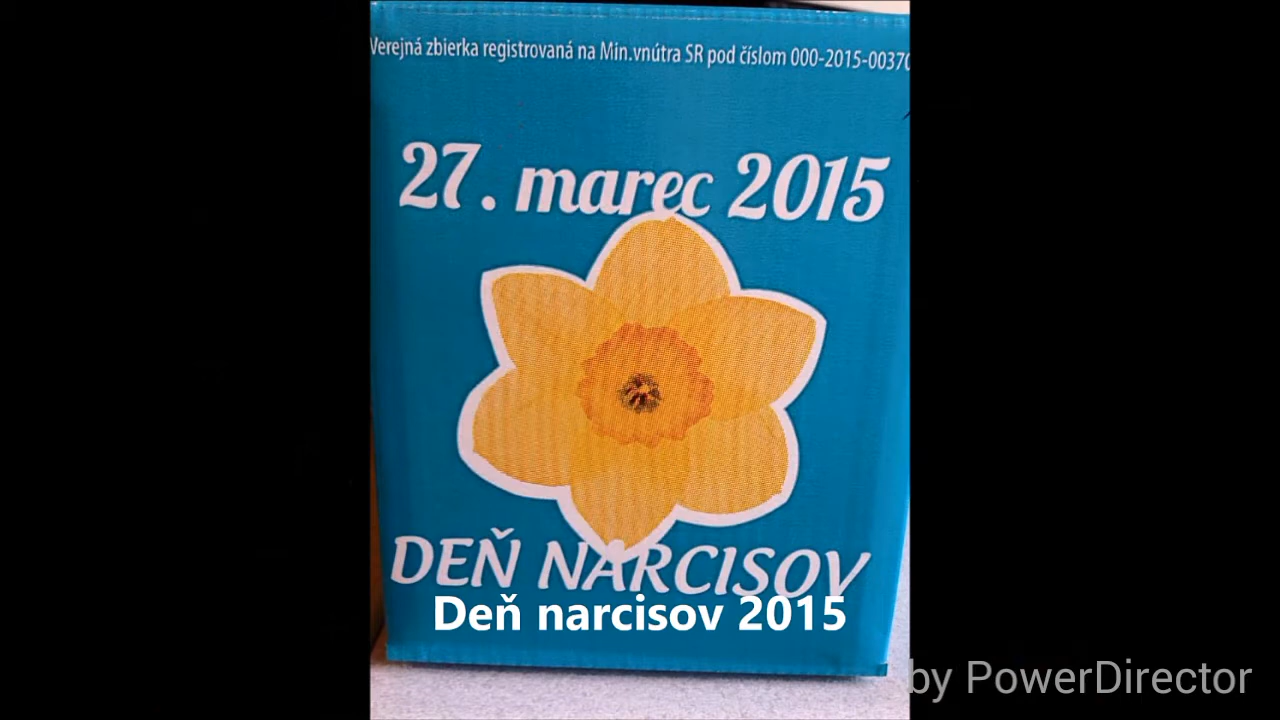 Verejná zbierka registrovaná na Min.vnútra SR pod číslom 000-2015-00370
27. marec 2015
DEŇ NARCISOV
Deň narcisov 2015
by PowerDirector